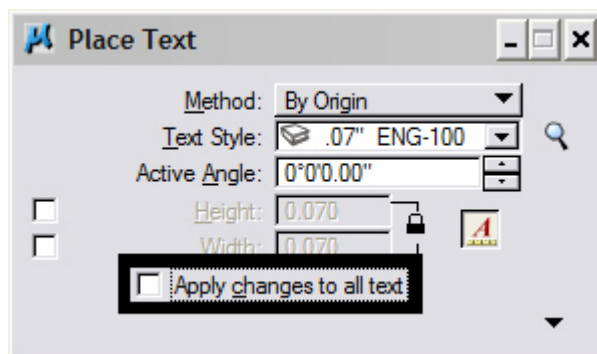 Place Text
Method: By Origin
Text Style: .07" ENG-100
Active Angle: 0°0'0.00"
Height: 0.070
Width: 0.070
Apply changes to all text